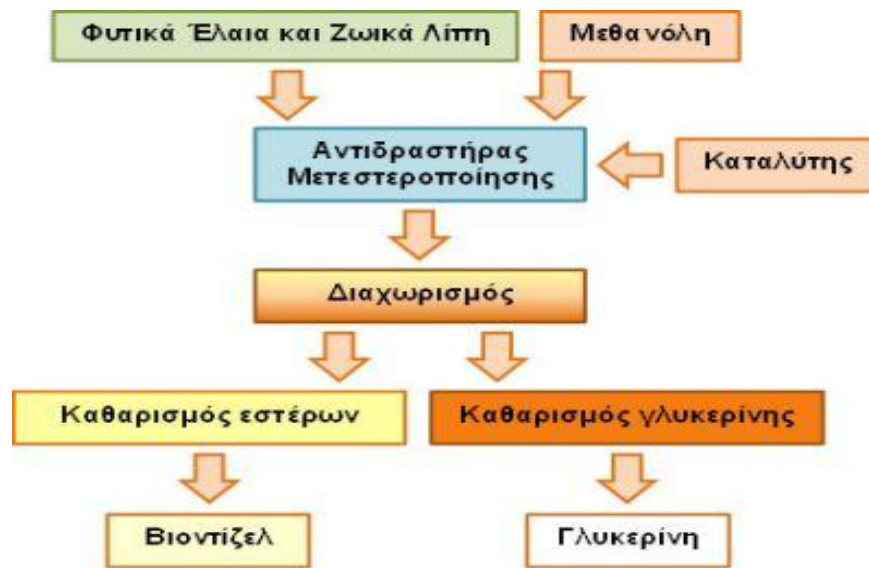 Φυτικά Έλαια και Ζωικά Λίπη
Μεθανόλη
Αντιδραστήρας
Μετεστεροποίησης
Καταλύτης
Διαχωρισμός
Καθαρισμός εστέρων
Καθαρισμός γλυκερίνης
Βιοντίζελ
Γλυκερίνη